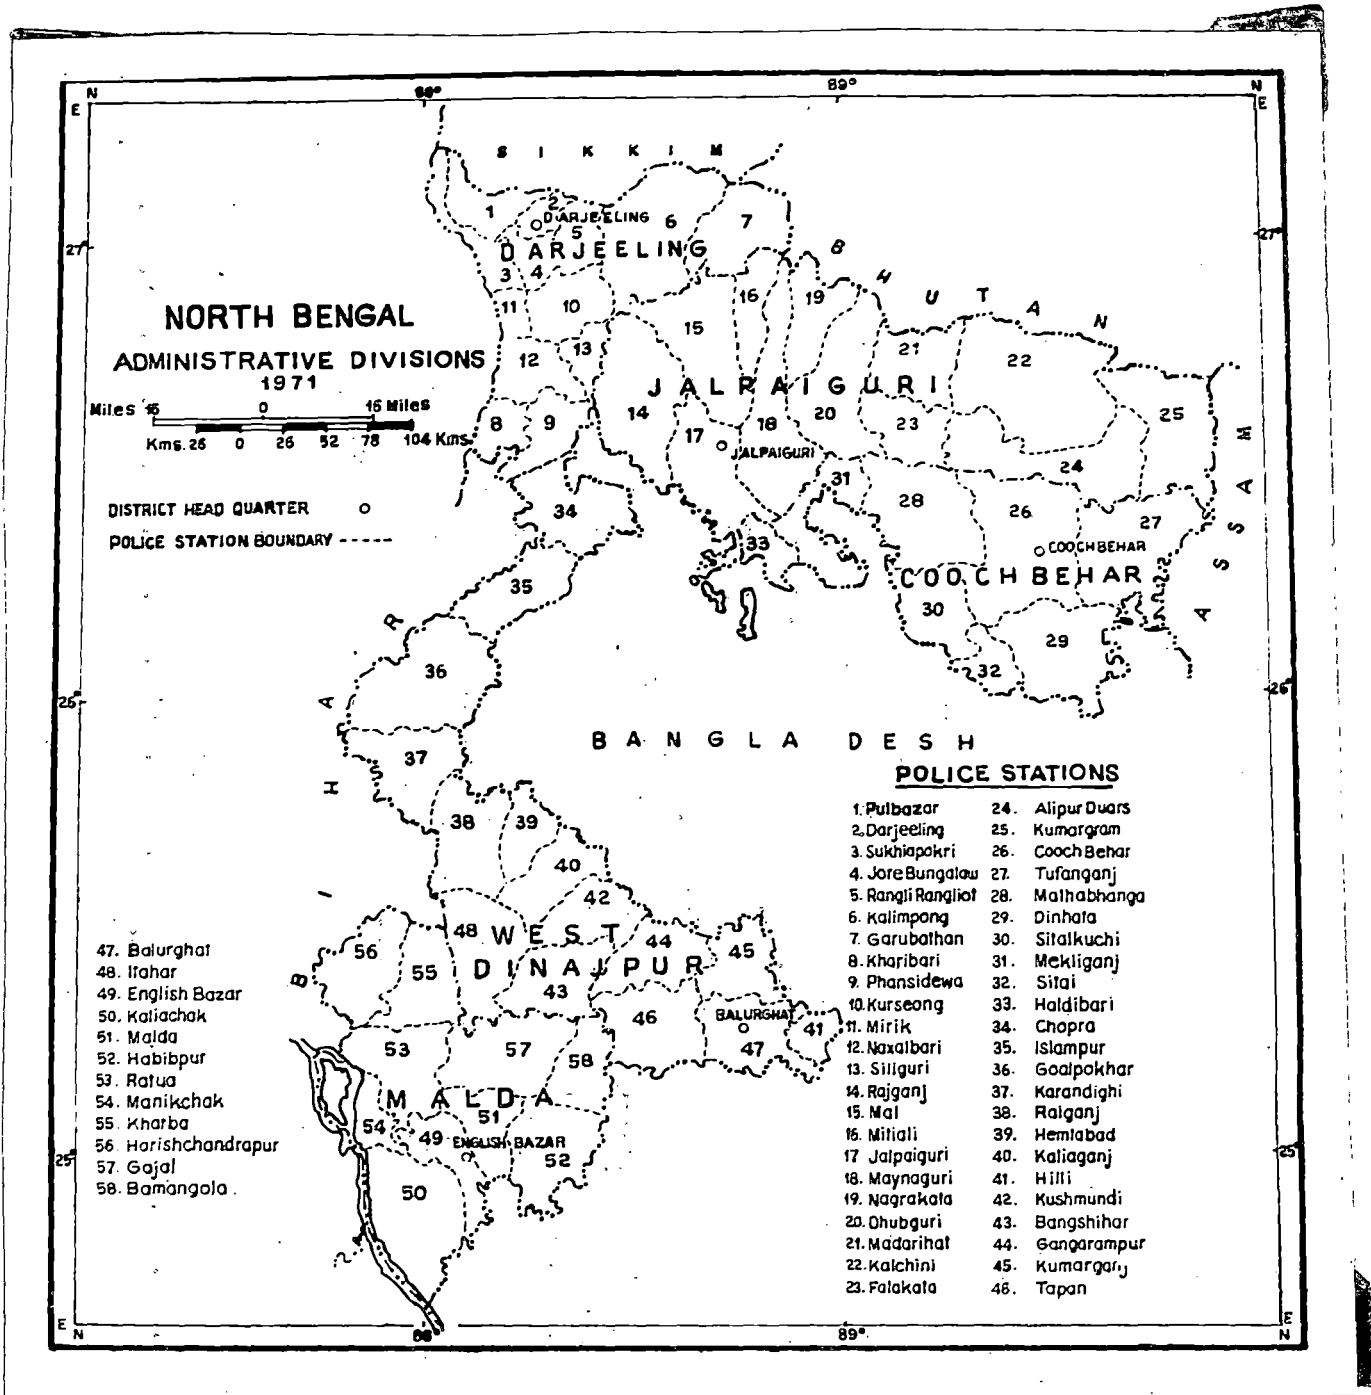 N
88°
89°
N
E
E
S I K K I M
1
2
DARJEELING
5
6
7
27°
27°
DARJEELING
3
4
B H U T A N
11
10
16
19
NORTH BENGAL
15
ADMINISTRATIVE DIVISIONS
12
13
21
22
1971
JALPAIGURI
Miles 16 0 16 Miles
8
9
14
18
20
23
25
Kms. 26 0 26 52 78 104 Kms.
17
JALPAIGURI
24
31
A S S A M
DISTRICT HEAD QUARTER
34
28
26
27
POLICE STATION BOUNDARY
33
COOCHBEHAR
35
COOCH BEHAR
30
29
36
32
26°
26°
B I H A R
BANGLA DESH
37
POLICE STATIONS
1. Pulbazar
2. Darjeeling
3. Sukhiapokri
4. Jore Bungalaw
5. Rangli Rangliot
6. Kalimpong
7. Garubathan
8. Kharibari
9. Phansidewa
10. Kurseong
11. Mirik
12. Naxalbari
13. Siliguri
14. Rajganj
15. Mal
16. Mitiali
17 Jalpaiguri
18. Maynaguri
19. Nagrakata
20. Dhubguri
21. Madarihat
22. Kalchini
23. Falakata
24. Alipur Duars
25. Kumargram
26. Cooch Behar
27. Tufanganj
28. Mathabhanga
29. Dinhata
30. Sitalkuchi
31. Mekliganj
32. Sitai
33. Haldibari
34. Chopra
35. Islampur
36. Goalpokhar
37. Karandighi
38. Raiganj
39. Hemtabad
40. Kaliaganj
41. Hilli
42. Kushmundi
43. Bangshihar
44. Gangarampur
45. Kumarganj
46. Tapan
38
39
40
42
48
WEST
44
56
45
55
DINAJPUR
43
46
BALURGHAT
41
47
47. Balurghat
48. Itahar
49. English Bazar
50. Kaliachak
51. Malda
52. Habibpur
53. Ratua
54. Manikchak
55. Kharba
56. Harishchandrapur
57. Gajal
58. Bamangola.
53
57
58
MALDA
51
54
49
ENGLISH BAZAR
52
25°
25°
50
E
N
88°
89°
E
N